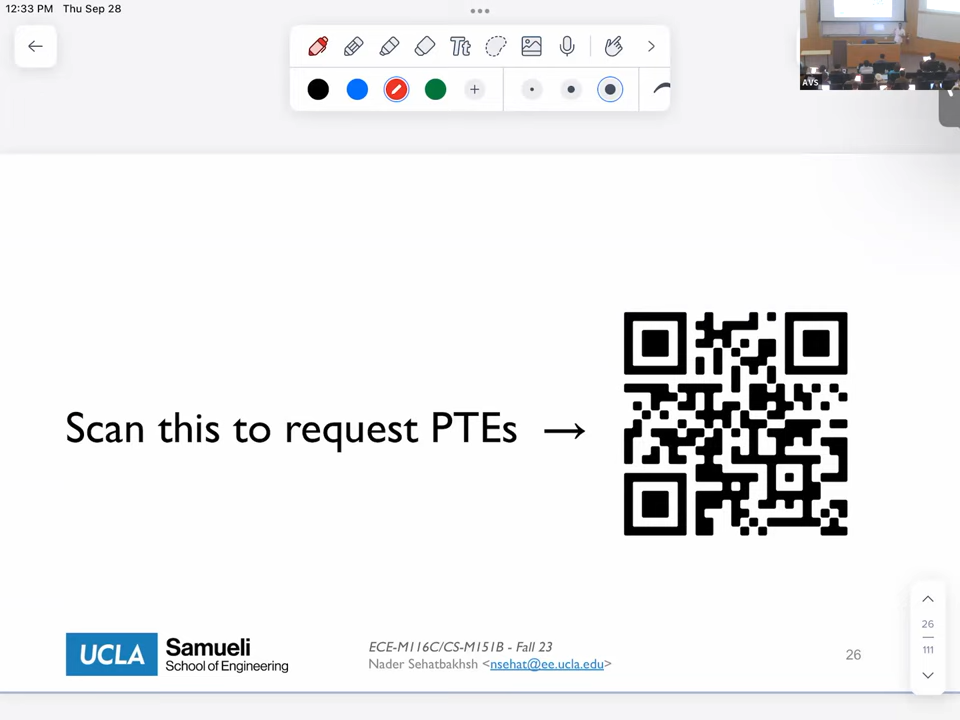 12:33 PM Thu Sep 28
Tt
AVS
Scan this to request PTEs →
UCLA Samueli
School of Engineering
ECE-M116C/CS-M151B - Fall 23
Nader Sehatbakhsh <nsehat@ee.ucla.edu>
26
26
111